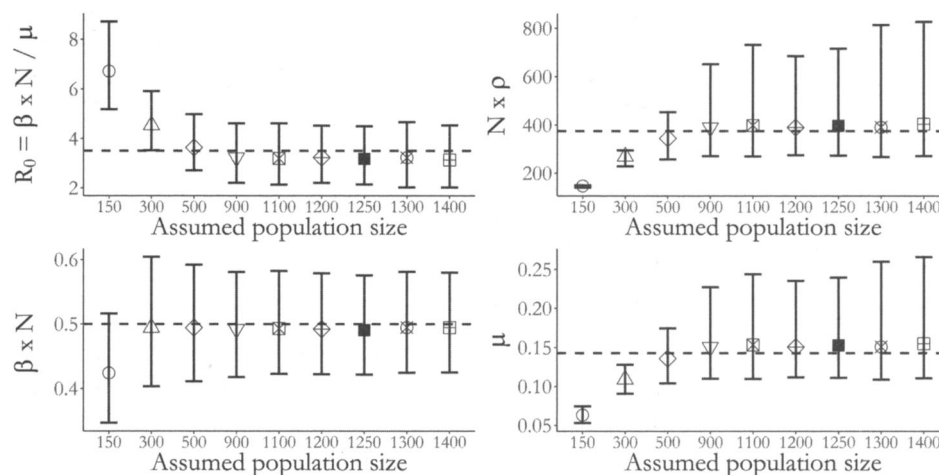 R₀ = β x N / μ
8
6
4
2
150 300 500 900 1100 1200 1250 1300 1400
Assumed population size
N x ρ
800
600
400
200
150 300 500 900 1100 1200 1250 1300 1400
Assumed population size
β x N
0.6
0.5
0.4
150 300 500 900 1100 1200 1250 1300 1400
Assumed population size
μ
0.25
0.20
0.15
0.10
0.05
150 300 500 900 1100 1200 1250 1300 1400
Assumed population size